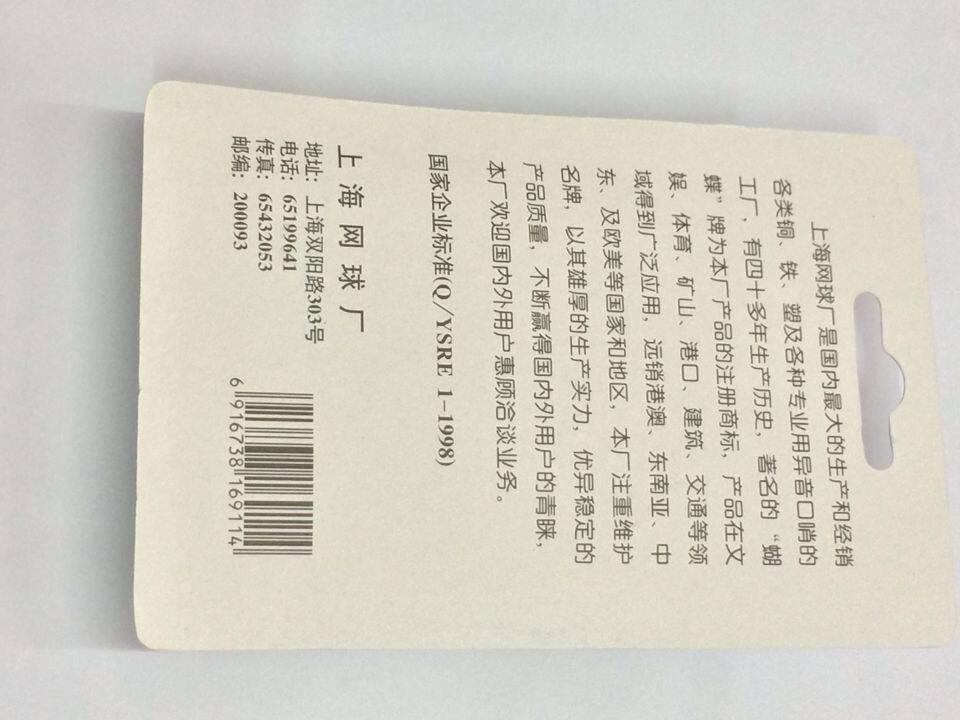 上海网球厂是国内最大的生产和经销
各类铜、铁、塑及各种专业用异音口哨的
工厂，有四十多年生产历史，著名的“蝴
蝶”牌为本厂产品的注册商标，产品在文
娱、体育、矿山、港口、建筑、交通等领
域得到广泛应用，远销港澳、东南亚、中
东、及欧美等国家和地区，本厂注重维护
名牌，以其雄厚的生产实力，优异稳定的
产品质量，不断赢得国内外用户的青睐，
本厂欢迎国内外用户惠顾洽谈业务。
国家企业标准(Q/YSRE 1-1998)
上海网球厂
地址：上海双阳路303号
电话：65199641
传真：65432053
邮编：200093
6 916738 169114